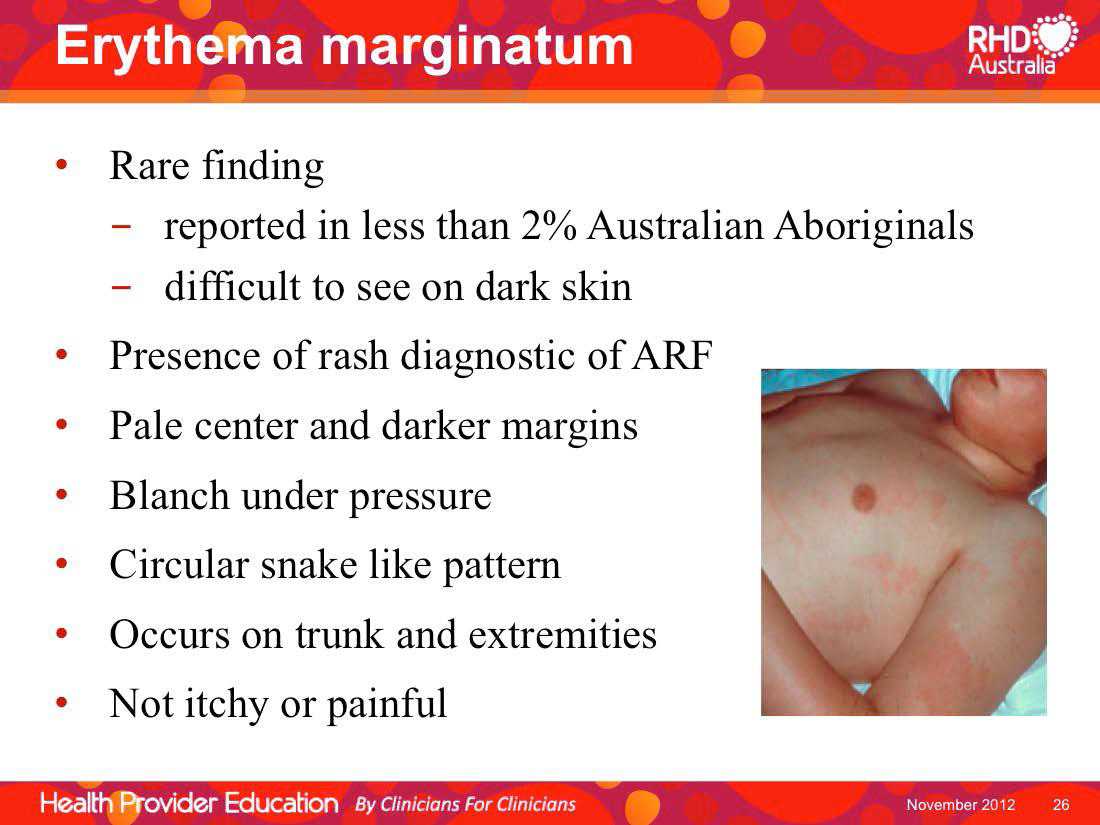 Erythema marginatum
RHD
Australia
• Rare finding
– reported in less than 2% Australian Aboriginals
– difficult to see on dark skin
• Presence of rash diagnostic of ARF
• Pale center and darker margins
• Blanch under pressure
• Circular snake like pattern
• Occurs on trunk and extremities
• Not itchy or painful
Health Provider Education By Clinicians For Clinicians November 2012 26